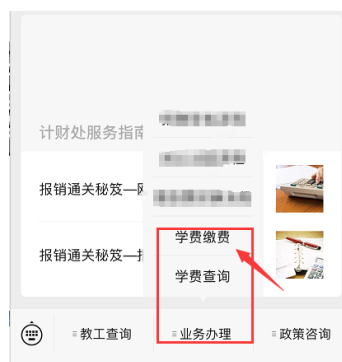 计财处服务指
报销通关秘笈—
学费缴费
报销通关秘笈—
学费查询
教工查询
业务办理
政策咨询